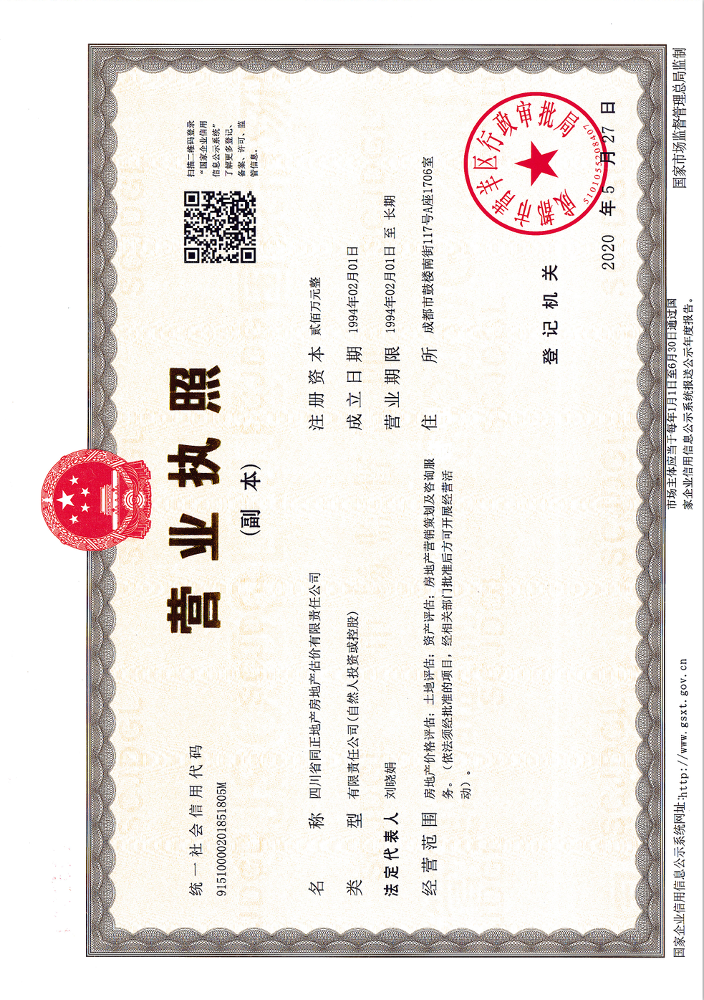 营业执照
(副 本)
统一社会信用代码
91510000201851805M
扫描二维码登录
“国家企业信用
信息公示系统”
了解更多登记、
备案、许可、监
管信息。
名 称 四川省同正地产房地产估价有限责任公司
类 型 有限责任公司(自然人投资或控股)
法定代表人 刘晓娟
经营范围 房地产价格评估；土地评估；资产评估；房地产营销策划及咨询服
务。（依法须经批准的项目，经相关部门批准后方可开展经营活
动）。
注册资本 贰佰万元整
成立日期 1994年02月01日
营业期限 1994年02月01日 至 长期
住 所 成都市鼓楼南街117号A座1706室
登记机关
成都市青羊区行政审批局
5101055208407
2020 年 5 月 27 日
国家企业信用信息公示系统网址:http://www.gsxt.gov.cn
市场主体应当于每年1月1日至6月30日通过国
家企业信用信息公示系统报送公示年度报告。
国家市场监督管理总局监制